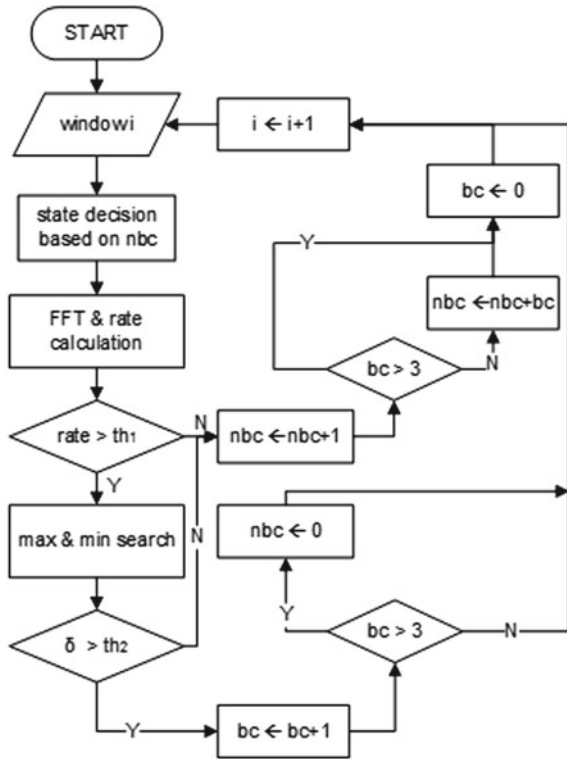 START
window i
i ← i+1
state decision
based on nbc
bc ← 0
Y
FFT & rate
calculation
nbc ←nbc+bc
bc > 3
N
rate > th1
N
nbc ←nbc+1
Y
max & min search
N
nbc ← 0
δ > th2
Y
bc > 3
N
Y
bc ← bc+1